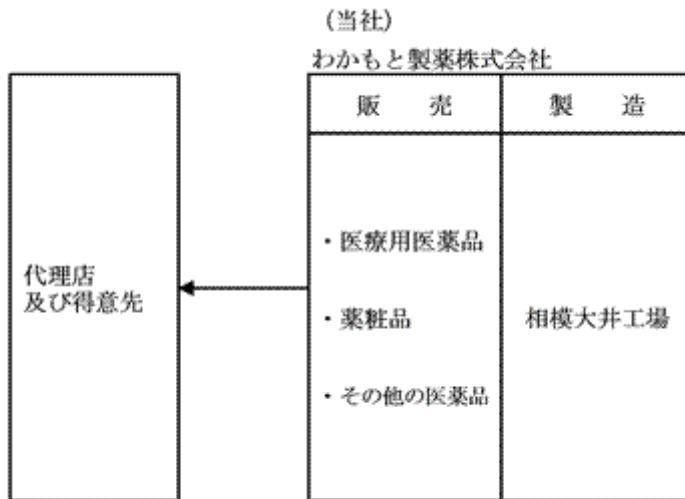 (当社)
わかもと製薬株式会社
販 売
製 造
・医療用医薬品
・薬粧品
・その他の医薬品
相模大井工場
代理店
及び得意先